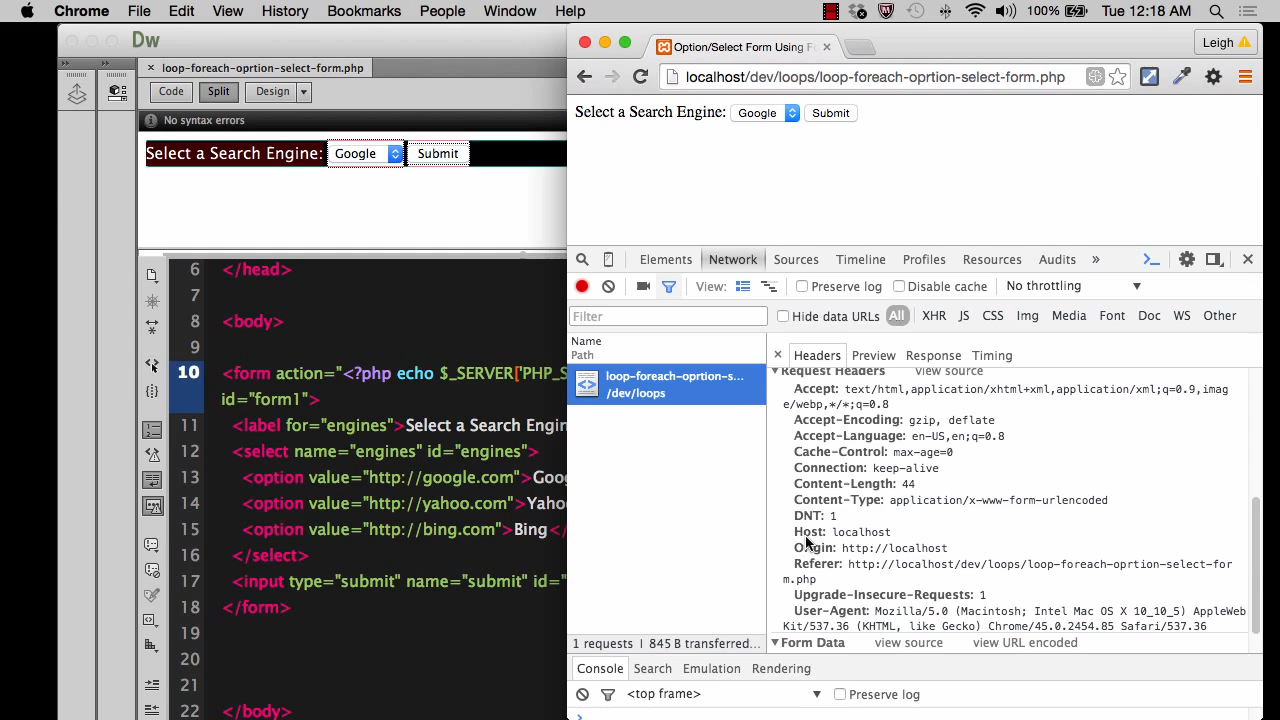 Chrome File Edit View History Bookmarks People Window Help 100% Tue 12:18 AM
Dw
loop-foreach-oprtion-select-form.php
Code Split Design
No syntax errors
Select a Search Engine: Google Submit
6 </head>
7
8 <body>
9
10 <form action="<?php echo $_SERVER['PHP_S
id="form1">
11 <label for="engines">Select a Search Engin
12 <select name="engines" id="engines">
13 <option value="http://google.com">Goo
14 <option value="http://yahoo.com">Yaho
15 <option value="http://bing.com">Bing</
16 </select>
17 <input type="submit" name="submit" id=
18 </form>
19
20
21
22 </body>
Option/Select Form Using Fo
Leigh
localhost/dev/loops/loop-foreach-oprtion-select-form.php
Select a Search Engine: Google Submit
Elements Network Sources Timeline Profiles Resources Audits »
View: Preserve log Disable cache No throttling
Filter Hide data URLs All XHR JS CSS Img Media Font Doc WS Other
Name
Path
loop-foreach-oprtion-s...
/dev/loops
1 requests | 845 B transferred...
× Headers Preview Response Timing
Request Headers view source
Accept: text/html,application/xhtml+xml,application/xml;q=0.9,imag
e/webp,*/*;q=0.8
Accept-Encoding: gzip, deflate
Accept-Language: en-US,en;q=0.8
Cache-Control: max-age=0
Connection: keep-alive
Content-Length: 44
Content-Type: application/x-www-form-urlencoded
DNT: 1
Host: localhost
Origin: http://localhost
Referer: http://localhost/dev/loops/loop-foreach-oprtion-select-for
m.php
Upgrade-Insecure-Requests: 1
User-Agent: Mozilla/5.0 (Macintosh; Intel Mac OS X 10_10_5) AppleWeb
Kit/537.36 (KHTML, like Gecko) Chrome/45.0.2454.85 Safari/537.36
Form Data view source view URL encoded
Console Search Emulation Rendering
<top frame> Preserve log